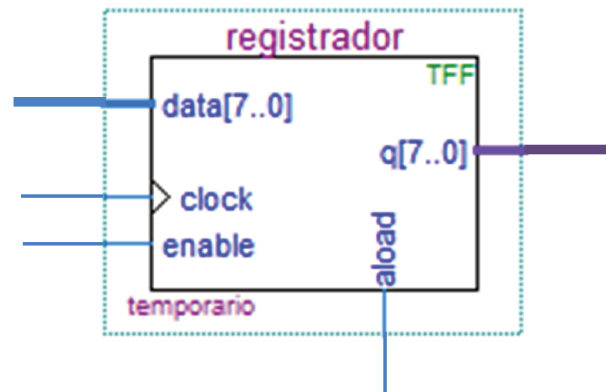 registrador
TFF
data[7..0]
q[7..0]
clock
enable
aload
temporario